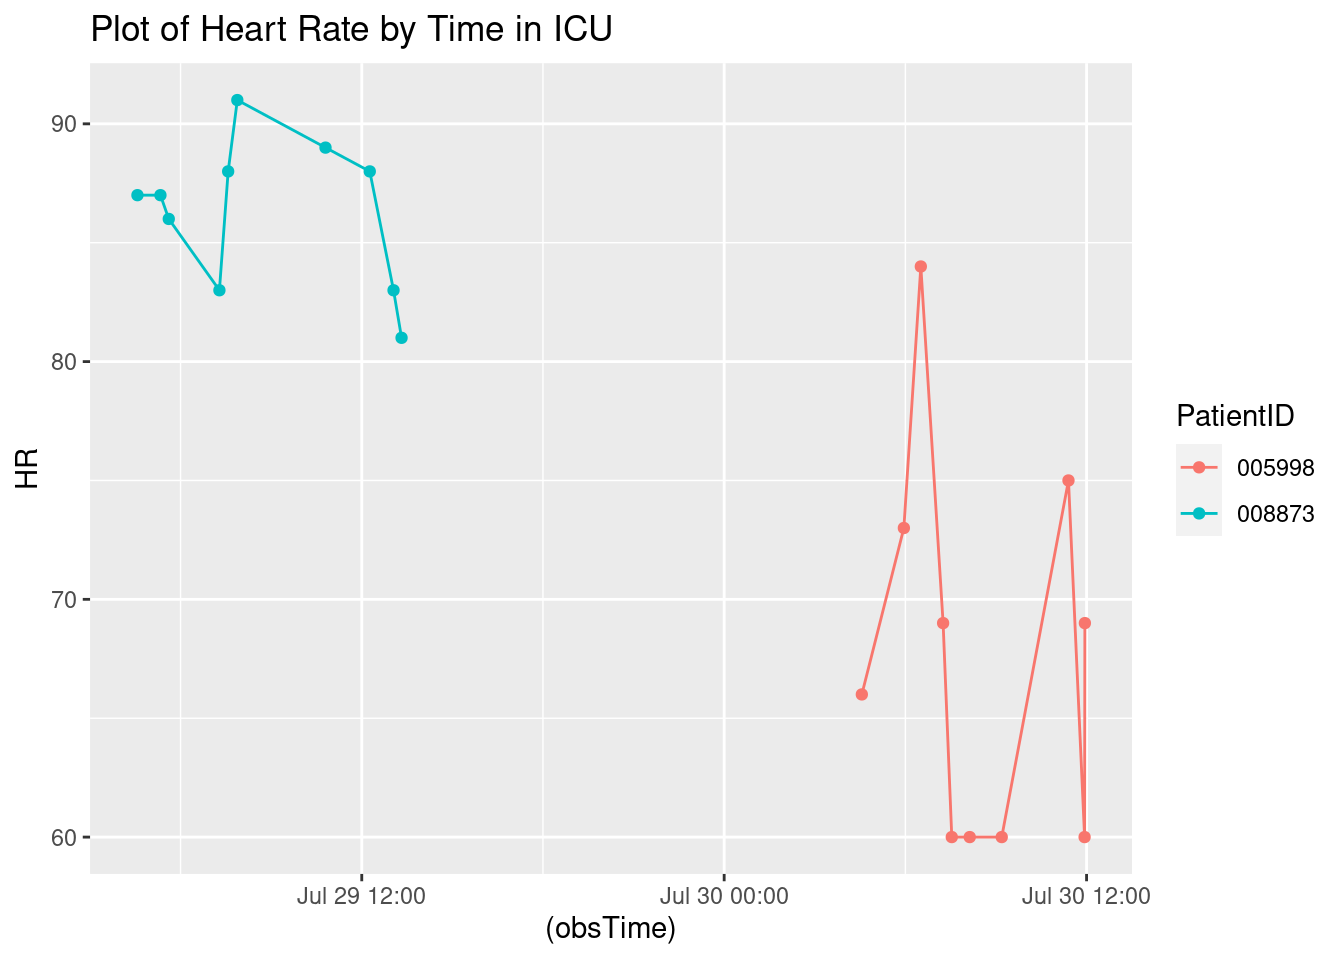 Plot of Heart Rate by Time in ICU
90
80
70
60
HR
Jul 29 12:00
Jul 30 00:00
Jul 30 12:00
(obsTime)
PatientID
005998
008873